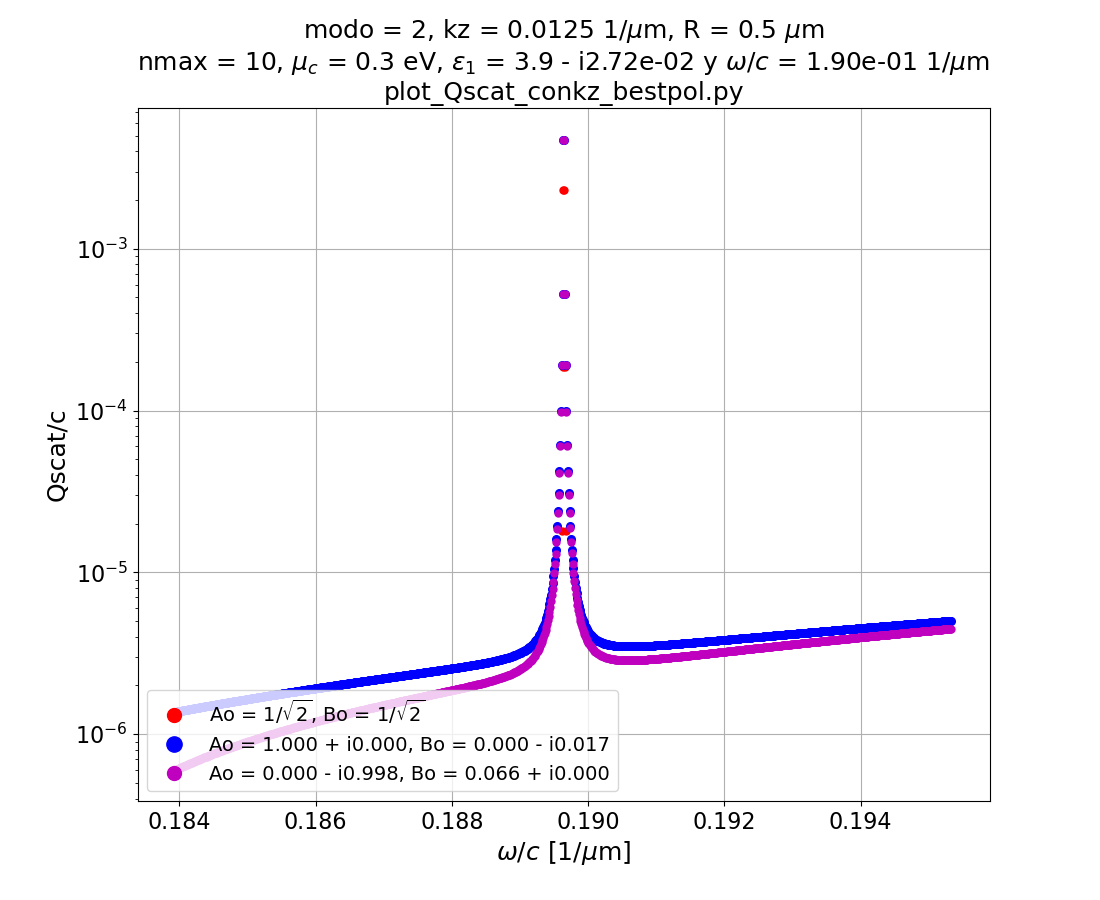 modo = 2, kz = 0.0125 1/μm, R = 0.5 μm
nmax = 10, μ_c = 0.3 eV, ε₁ = 3.9 - i2.72e-02 y ω/c = 1.90e-01 1/μm
plot_Qscat_conkz_bestpol.py
Qscat/c
10⁻³
10⁻⁴
10⁻⁵
10⁻⁶
Ao = 1/√2, Bo = 1/√2
Ao = 1.000 + i0.000, Bo = 0.000 - i0.017
Ao = 0.000 - i0.998, Bo = 0.066 + i0.000
0.184 0.186 0.188 0.190 0.192 0.194
ω/c [1/μm]